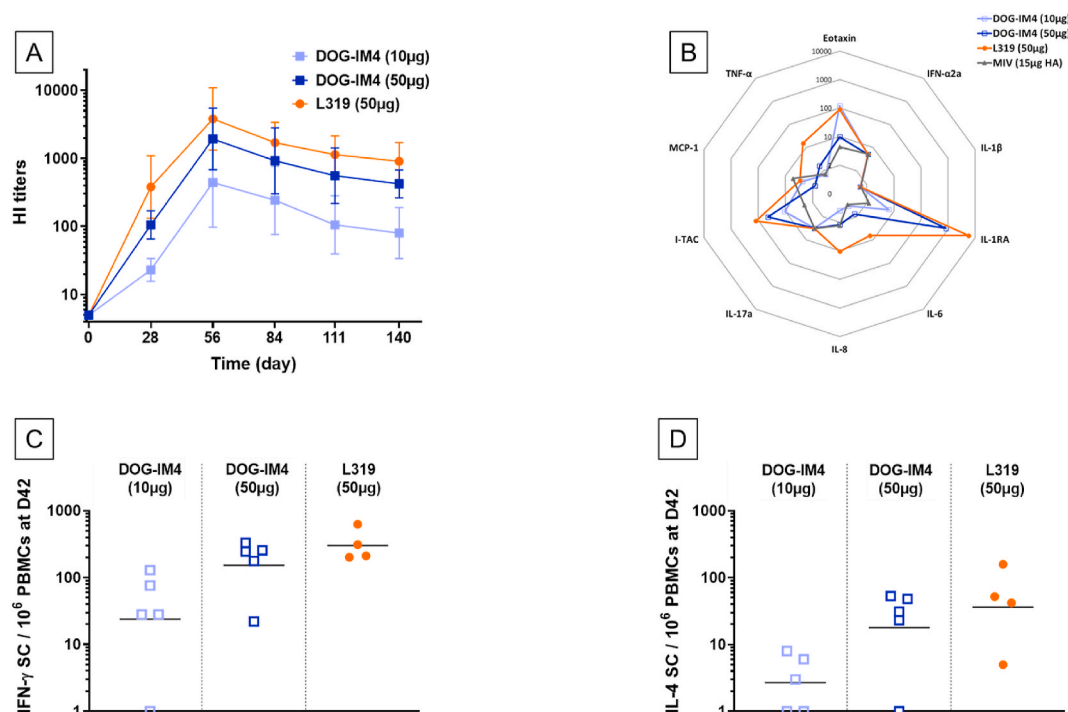 A
DOG-IM4 (10μg)
DOG-IM4 (50μg)
L319 (50μg)
HI titers
10000
1000
100
10
0
28
56
84
111
140
Time (day)
B
DOG-IM4 (10μg)
DOG-IM4 (50μg)
L319 (50μg)
MIV (15μg HA)
Eotaxin
IFN-α2a
IL-1β
IL-1RA
IL-6
IL-8
IL-17a
I-TAC
MCP-1
TNF-α
10000
1000
100
10
0
C
DOG-IM4
(10μg)
DOG-IM4
(50μg)
L319
(50μg)
IFN-γ SC / 10⁶ PBMCs at D42
1000
100
10
1
D
DOG-IM4
(10μg)
DOG-IM4
(50μg)
L319
(50μg)
IL-4 SC / 10⁶ PBMCs at D42
1000
100
10
1